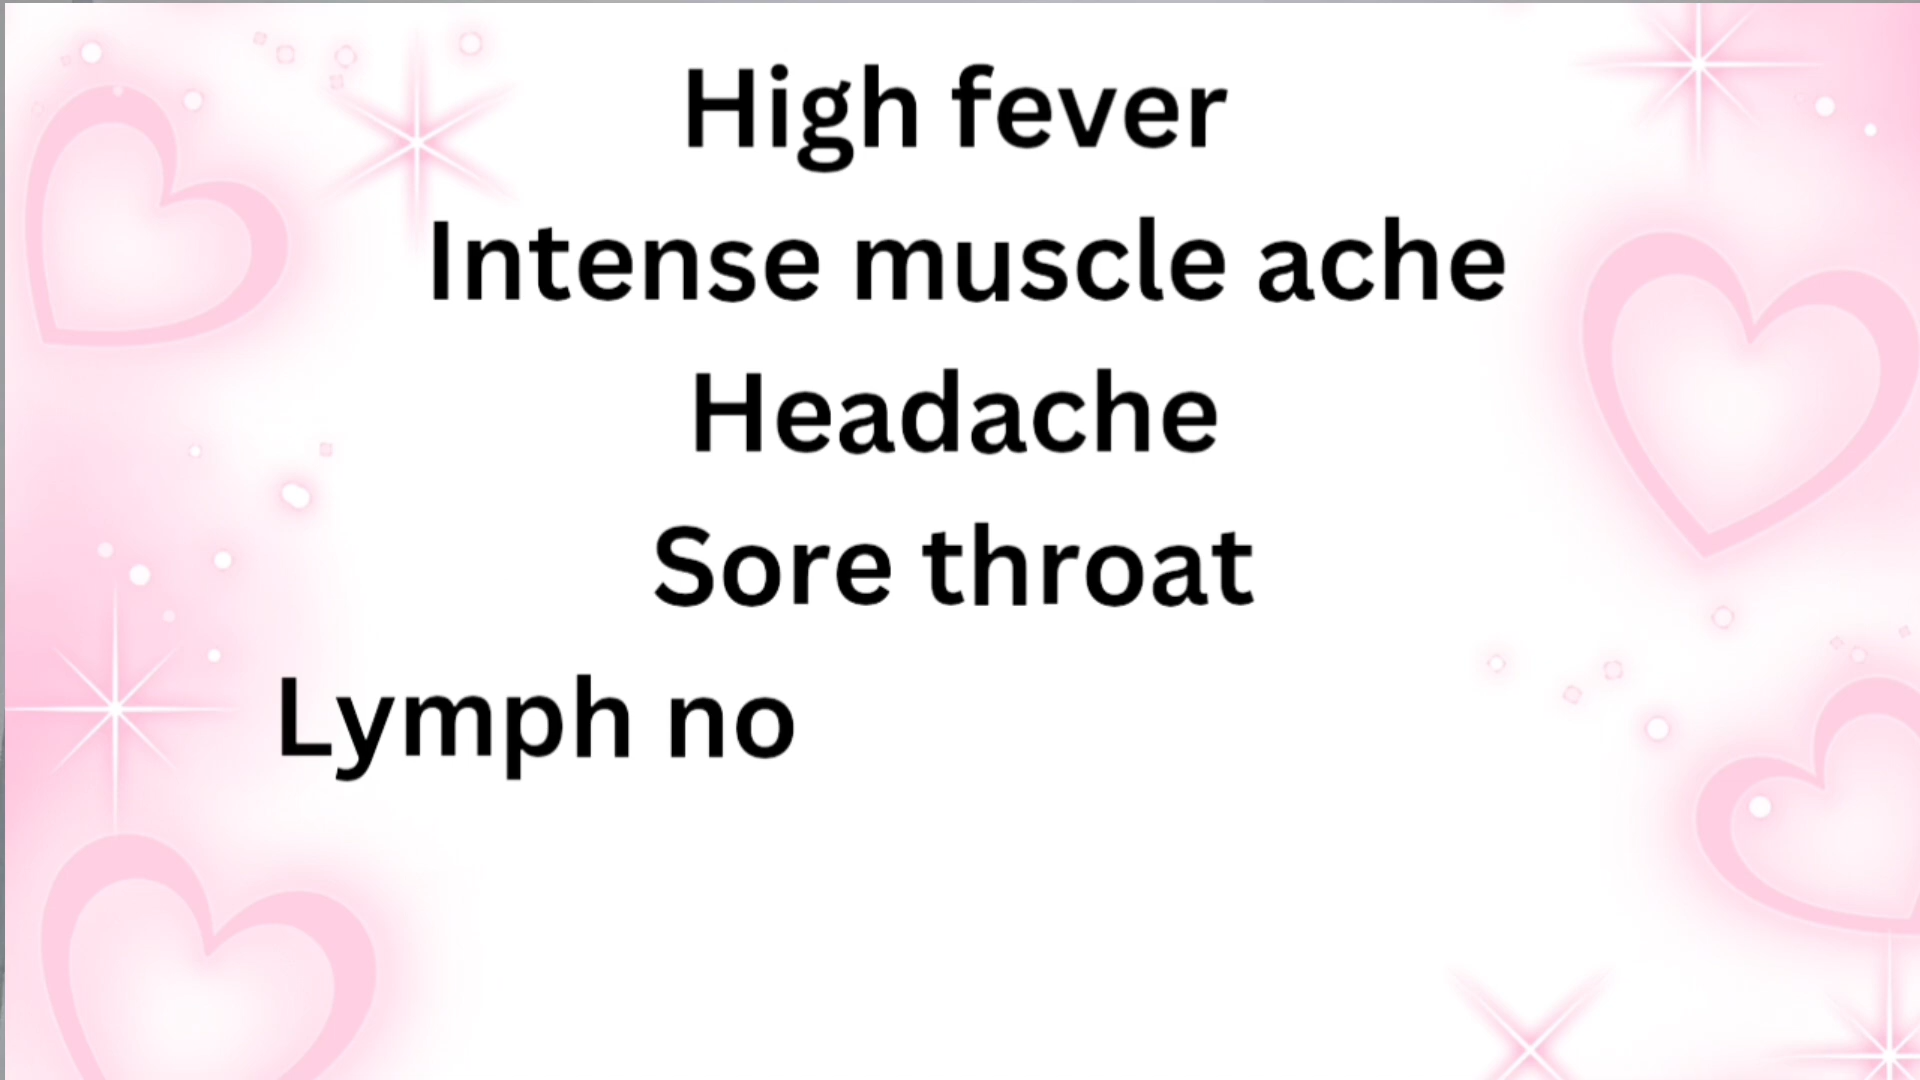 High fever
Intense muscle ache
Headache
Sore throat
Lymph no